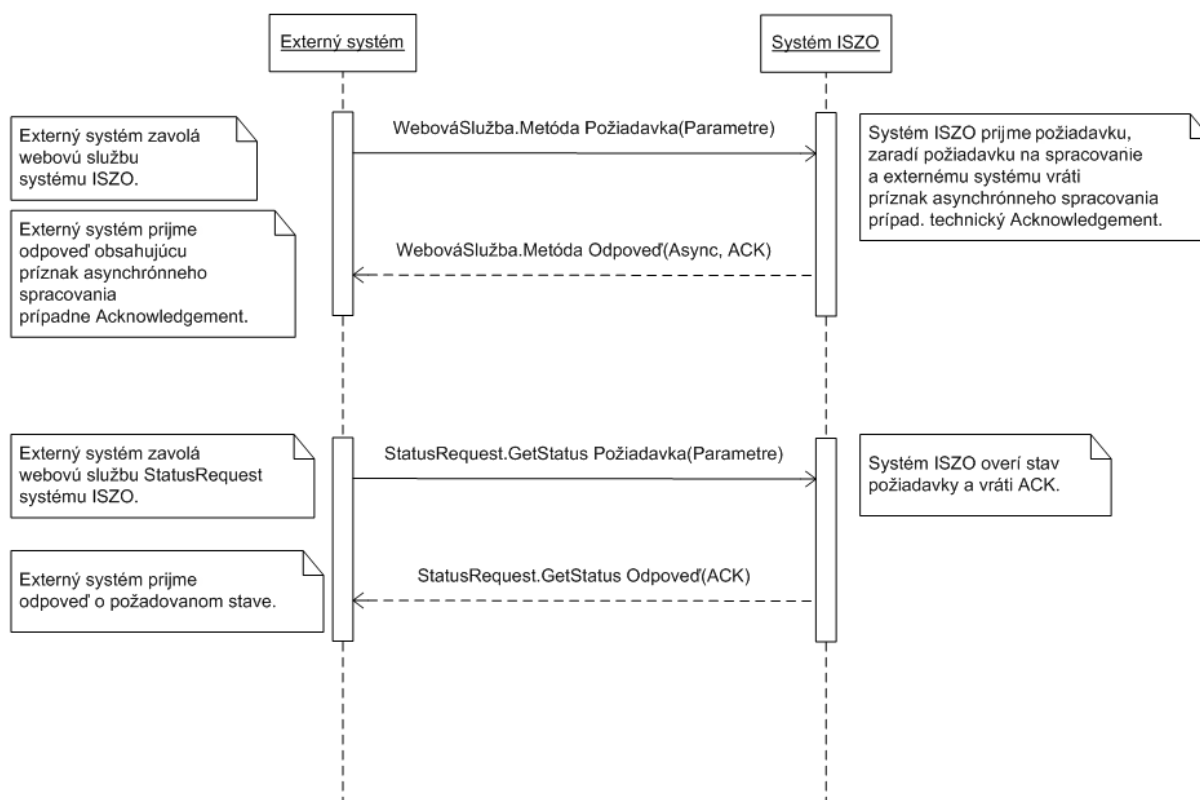 Externý systém
Systém ISZO
Externý systém zavolá
webovú službu
systému ISZO.
WebováSlužba.Metóda Požiadavka(Parametre)
Systém ISZO prijme požiadavku,
zaradí požiadavku na spracovanie
a externému systému vráti
príznak asynchrónneho spracovania
prípad. technický Acknowledgement.
Externý systém prijme
odpoveď obsahujúcu
príznak asynchrónneho
spracovania
prípadne Acknowledgement.
WebováSlužba.Metóda Odpoveď(Async, ACK)
Externý systém zavolá
webovú službu StatusRequest
systému ISZO.
StatusRequest.GetStatus Požiadavka(Parametre)
Systém ISZO overí stav
požiadavky a vráti ACK.
Externý systém prijme
odpoveď o požadovanom stave.
StatusRequest.GetStatus Odpoveď(ACK)